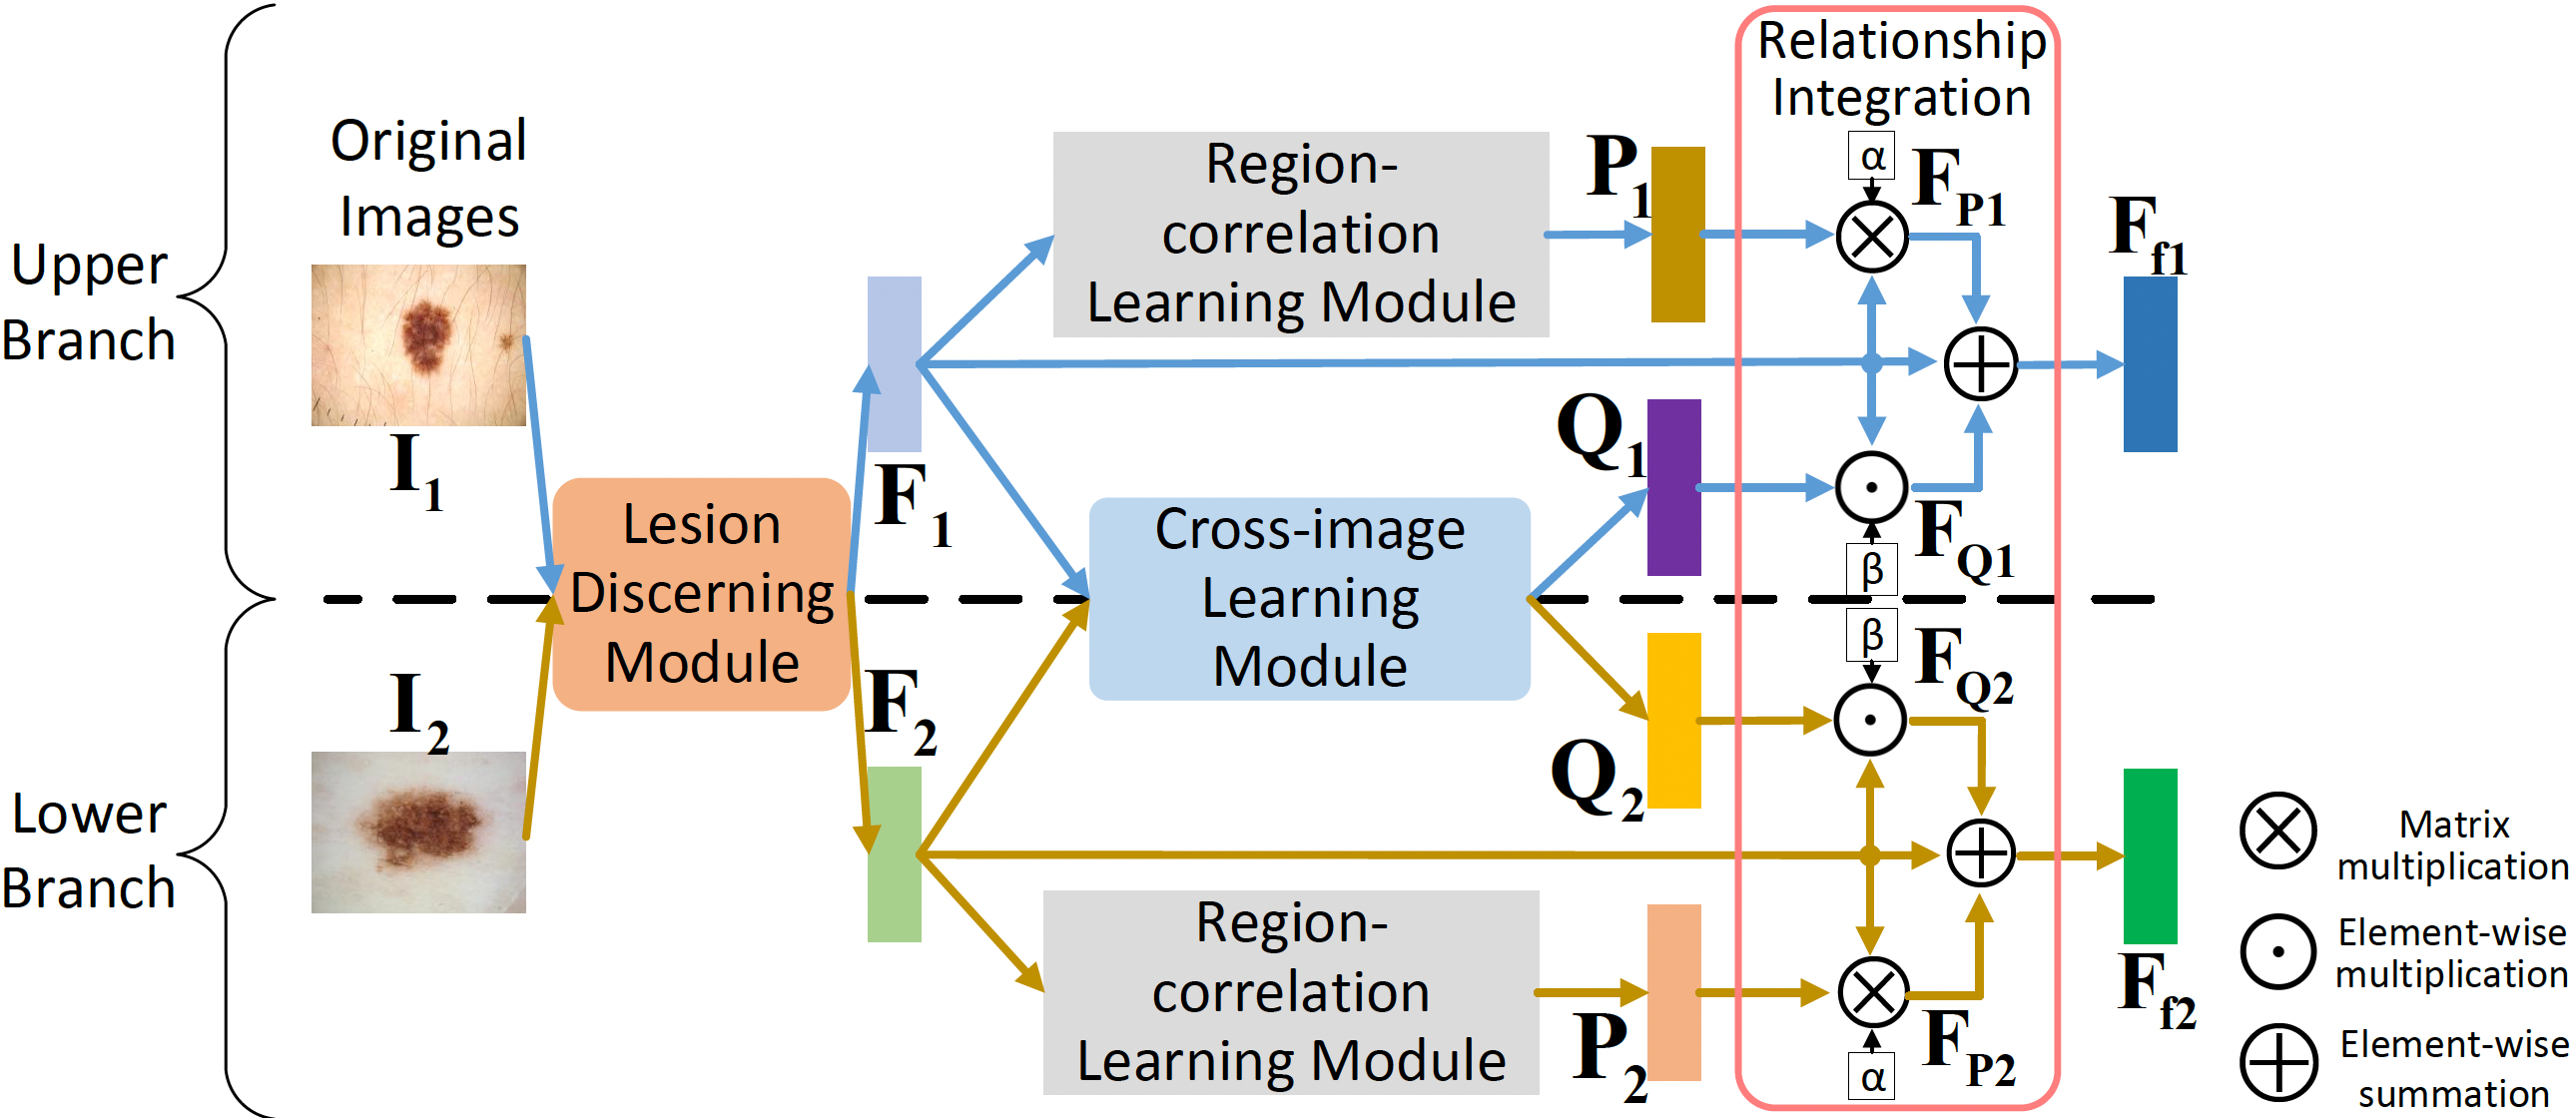 Upper
Branch
Original
Images
I1
I2
Lower
Branch
Lesion
Discerning
Module
F1
F2
Region-
correlation
Learning Module
Cross-image
Learning
Module
Region-
correlation
Learning Module
P1
Q1
Q2
P2
Relationship
Integration
α
FP1
β
FQ1
β
FQ2
α
FP2
Ff1
Ff2
Matrix
multiplication
Element-wise
multiplication
Element-wise
summation